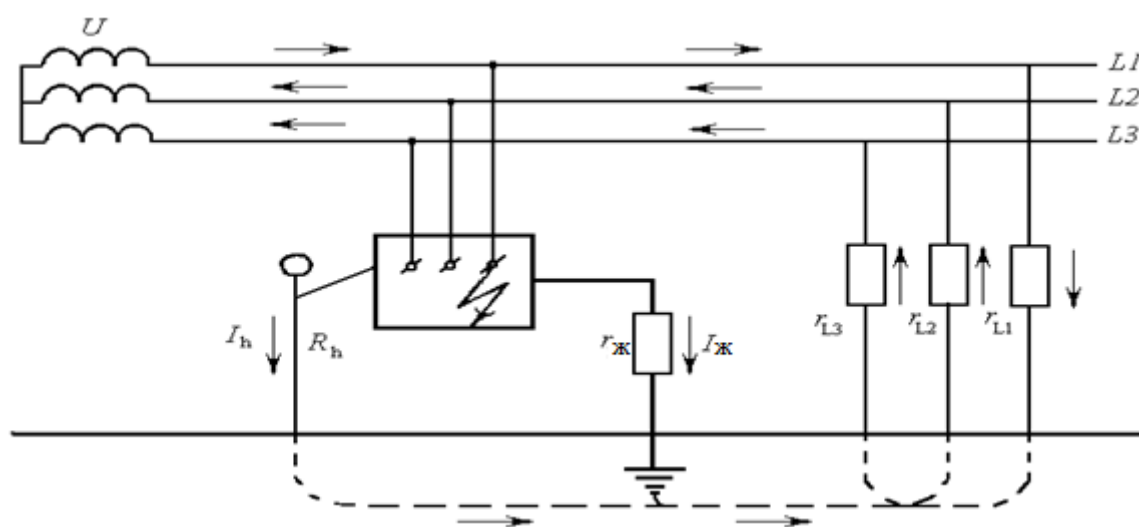 U
L1
L2
L3
I_h
R_h
r_Ж
I_Ж
r_L3
r_L2
r_L1